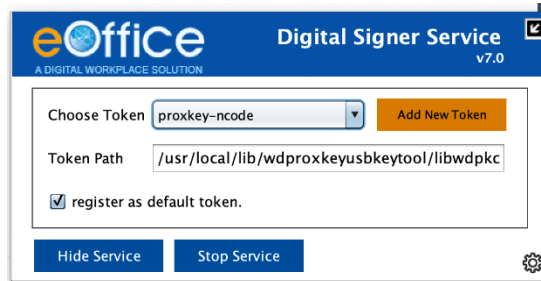 eOffice
A DIGITAL WORKPLACE SOLUTION
Digital Signer Service
v7.0
Choose Token proxkey-ncode Add New Token
Token Path /usr/local/lib/wdproxkeyusbkeytool/libwdpkc
register as default token.
Hide Service Stop Service